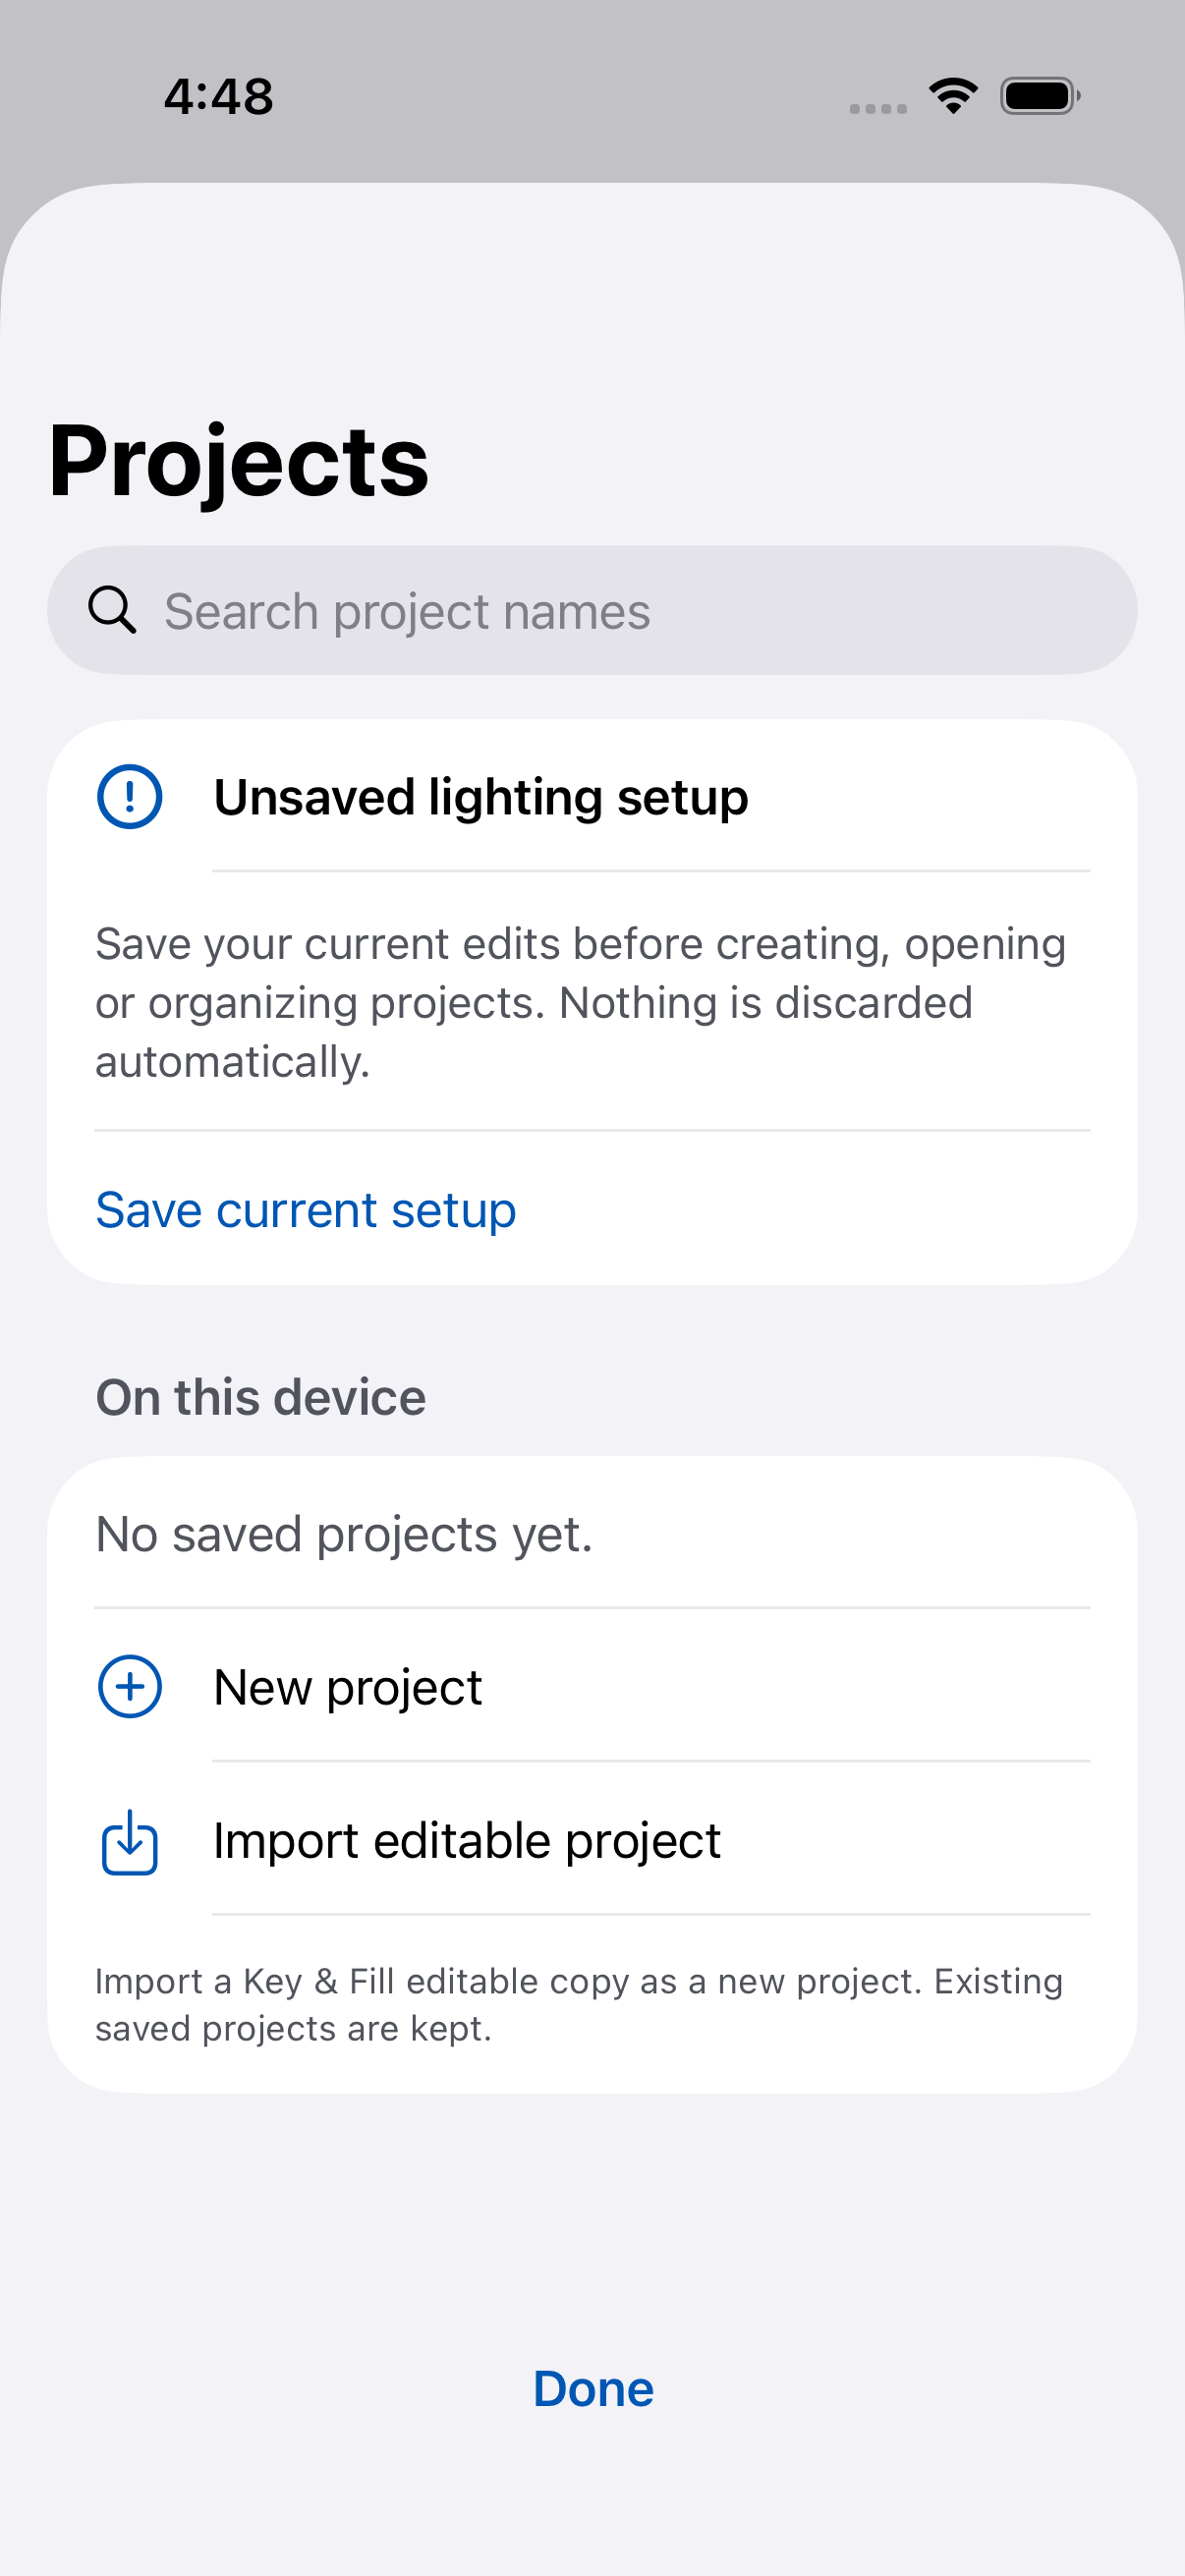 4:48
Projects
Search project names
Unsaved lighting setup
Save your current edits before creating, opening
or organizing projects. Nothing is discarded
automatically.
Save current setup
On this device
No saved projects yet.
New project
Import editable project
Import a Key & Fill editable copy as a new project. Existing
saved projects are kept.
Done